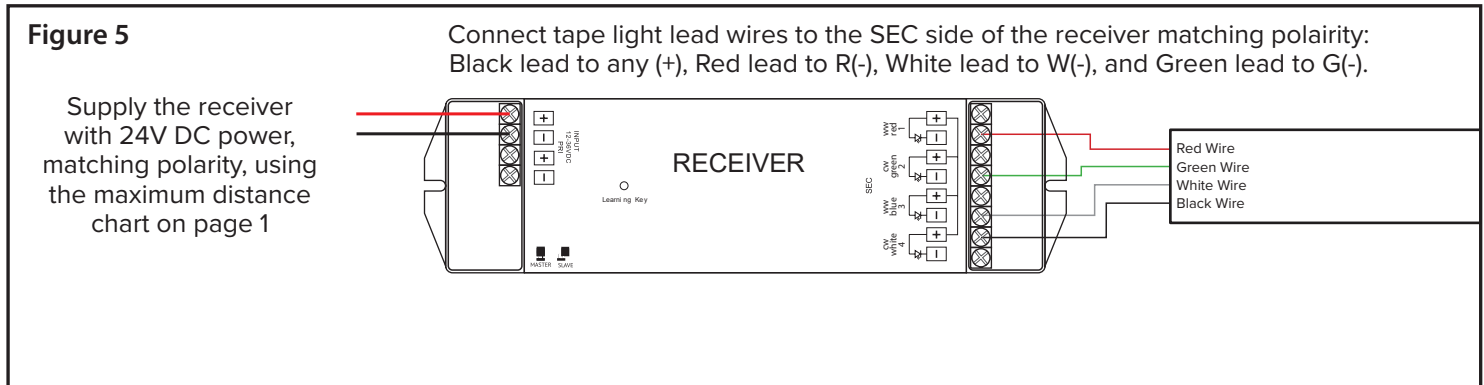 Figure 5
Connect tape light lead wires to the SEC side of the receiver matching polairity:
Black lead to any (+), Red lead to R(-), White lead to W(-), and Green lead to G(-).
Supply the receiver
with 24V DC power,
matching polarity, using
the maximum distance
chart on page 1
+
−
+
−
INPUT
12-36VDC
PRI
RECEIVER
Learning Key
MASTER
SLAVE
SEC
WW
red
1
+
−
CW
green
2
+
−
WW
blue
3
+
−
CW
white
4
+
−
Red Wire
Green Wire
White Wire
Black Wire